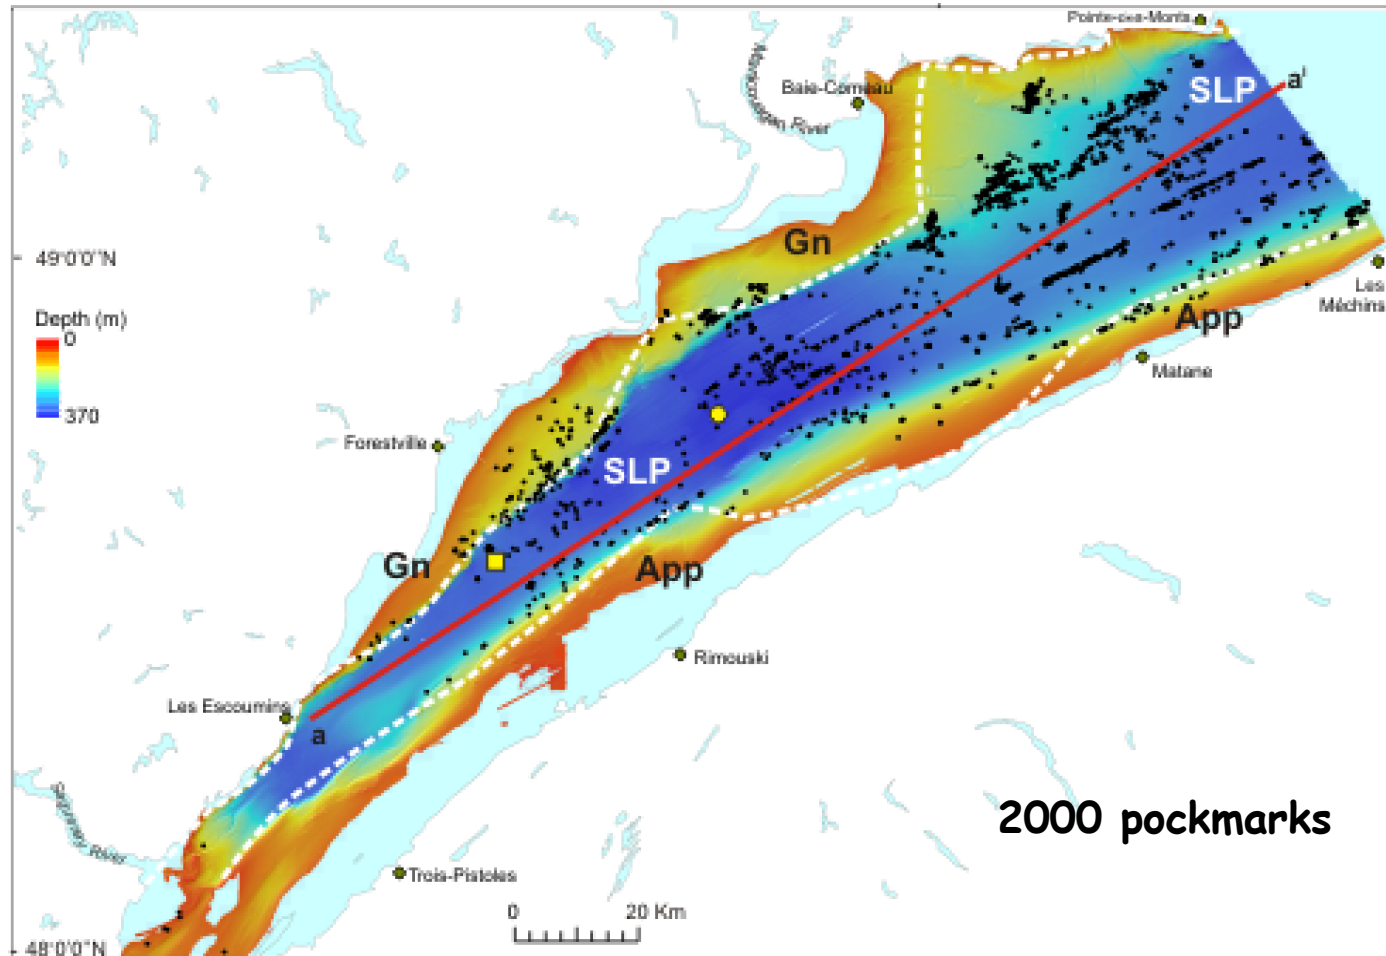 Pointe-des-Monts
Baie-Comeau
Manicouagan River
SLP
a'
Gn
49°0'0"N
Les
Méchins
Depth (m)
0
370
App
Matane
Forestville
SLP
Gn
App
Rimouski
Les Escoumins
a
Saguenay River
2000 pockmarks
Trois-Pistoles
0 20 Km
48°0'0"N